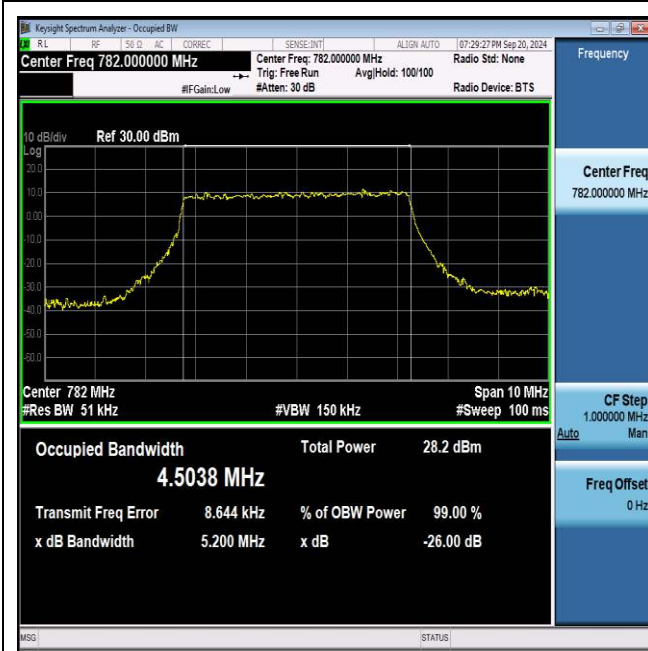 Keysight Spectrum Analyzer - Occupied BW
RL RF 50 Ω AC CORREC SENSE:INT ALIGN AUTO 07:29:27 PM Sep 20, 2024
Center Freq 782.000000 MHz
Center Freq: 782.000000 MHz Radio Std: None
Trig: Free Run Avg|Hold: 100/100
#IFGain:Low #Atten: 30 dB Radio Device: BTS
Frequency
10 dB/div Ref 30.00 dBm
Log
20.0
10.0
0.00
-10.0
-20.0
-30.0
-40.0
-50.0
-60.0
Center 782 MHz Span 10 MHz
#Res BW 51 kHz #VBW 150 kHz #Sweep 100 ms
Occupied Bandwidth Total Power 28.2 dBm
4.5038 MHz
Transmit Freq Error 8.644 kHz % of OBW Power 99.00 %
x dB Bandwidth 5.200 MHz x dB -26.00 dB
Center Freq
782.000000 MHz
CF Step
1.000000 MHz
Auto Man
Freq Offset
0 Hz
MSG STATUS